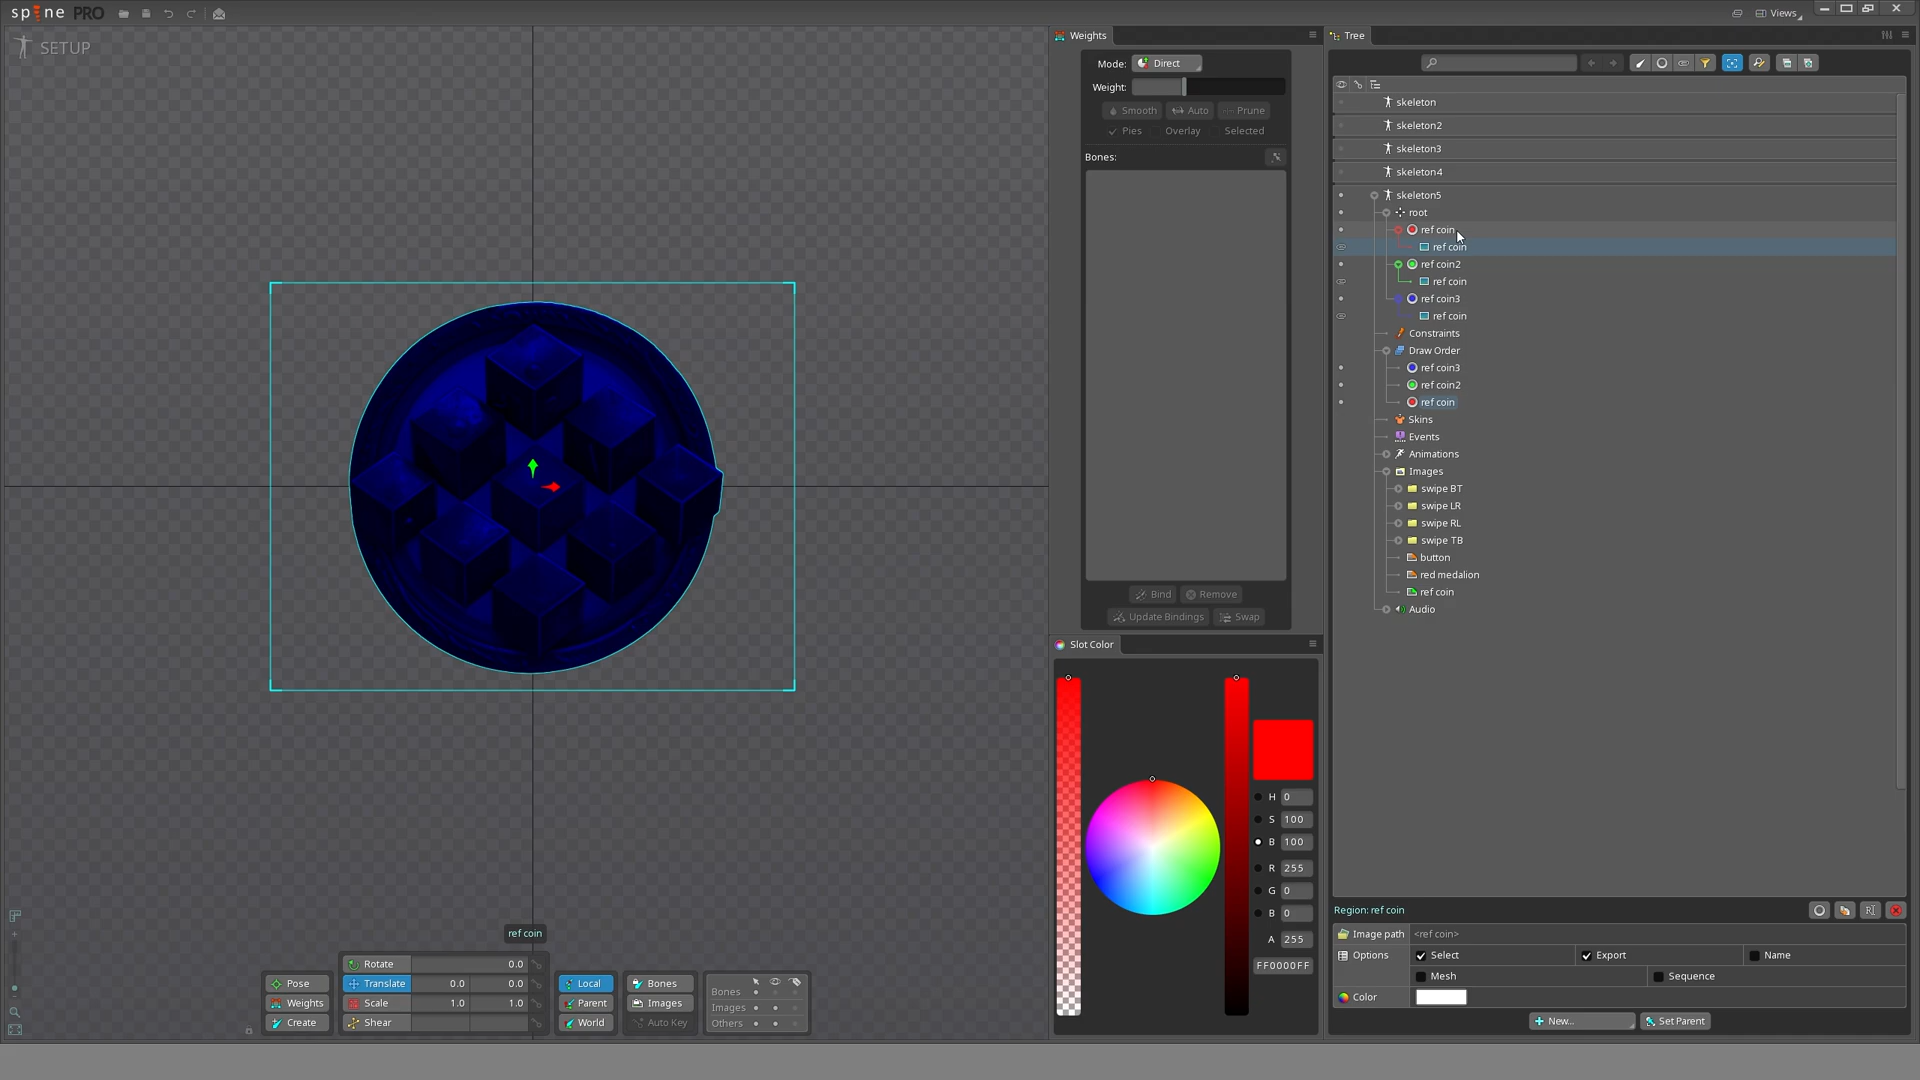 spine PRO
Views
SETUP
Weights
Mode: Direct
Weight:
Smooth Auto Prune
Pies Overlay Selected
Bones:
Bind Remove
Update Bindings Swap
Slot Color
H 0
S 100
B 100
R 255
G 0
B 0
A 255
FF0000FF
Tree
skeleton
skeleton2
skeleton3
skeleton4
skeleton5
root
ref coin
ref coin
ref coin2
ref coin
ref coin3
ref coin
Constraints
Draw Order
ref coin3
ref coin2
ref coin
Skins
Events
Animations
Images
swipe BT
swipe LR
swipe RL
swipe TB
button
red medalion
ref coin
Audio
Region: ref coin
Image path <ref coin>
Options Select Export Name
Mesh Sequence
Color
New... Set Parent
ref coin
Pose
Weights
Create
Rotate 0.0
Translate 0.0 0.0
Scale 1.0 1.0
Shear
Local
Parent
World
Bones
Images
Auto Key
Bones
Images
Others